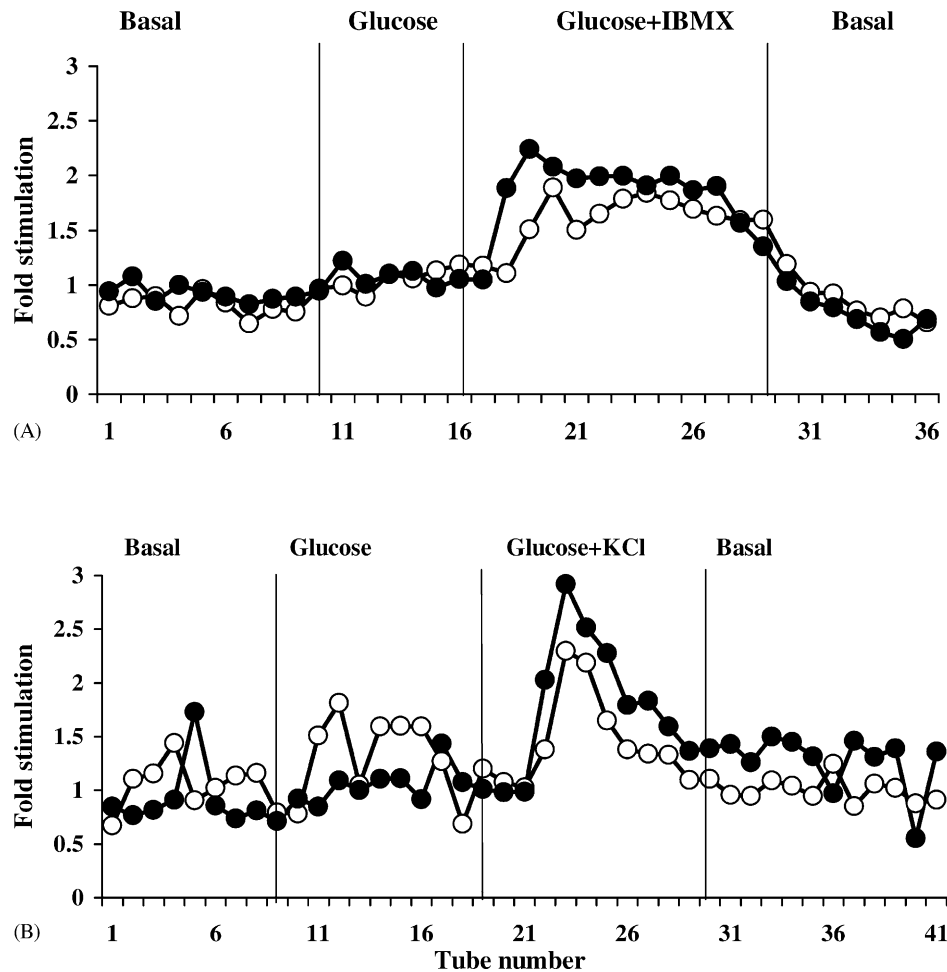 Basal Glucose Glucose+IBMX Basal
3
2.5
2
1.5
1
0.5
0
Fold stimulation
(A) 1 6 11 16 21 26 31 36
Basal Glucose Glucose+KCl Basal
3
2.5
2
1.5
1
0.5
0
Fold stimulation
(B) 1 6 11 16 21 26 31 36 41
Tube number